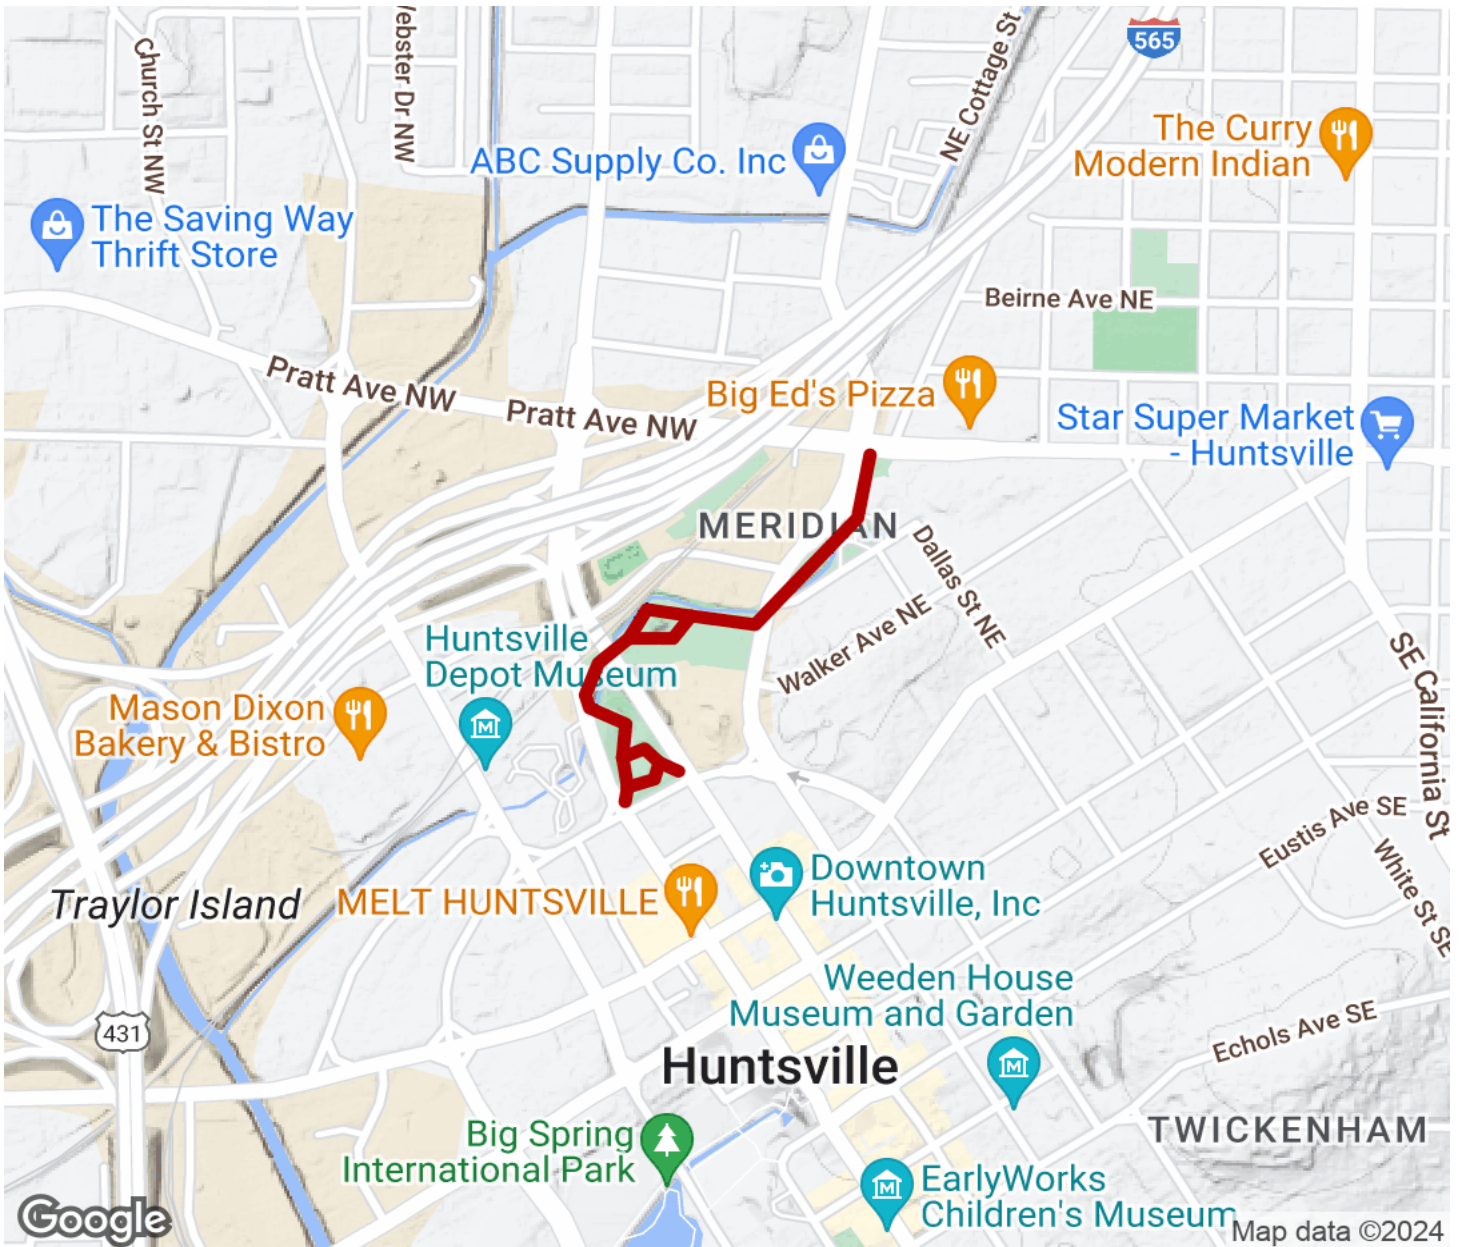 565
Church St NW
Webster Dr NW
NE Cottage St
The Curry
Modern Indian
ABC Supply Co. Inc
The Saving Way
Thrift Store
Beirne Ave NE
Pratt Ave NW
Pratt Ave NW
Big Ed's Pizza
Star Super Market
- Huntsville
MERIDIAN
Dallas St NE
Walker Ave NE
Huntsville
Depot Museum
SE California St
Mason Dixon
Bakery & Bistro
Eustis Ave SE
White St SE
Traylor Island
MELT HUNTSVILLE
Downtown
Huntsville, Inc
Weeden House
Museum and Garden
431
Echols Ave SE
Huntsville
TWICKENHAM
Big Spring
International Park
EarlyWorks
Children's Museum
Google
Map data ©2024